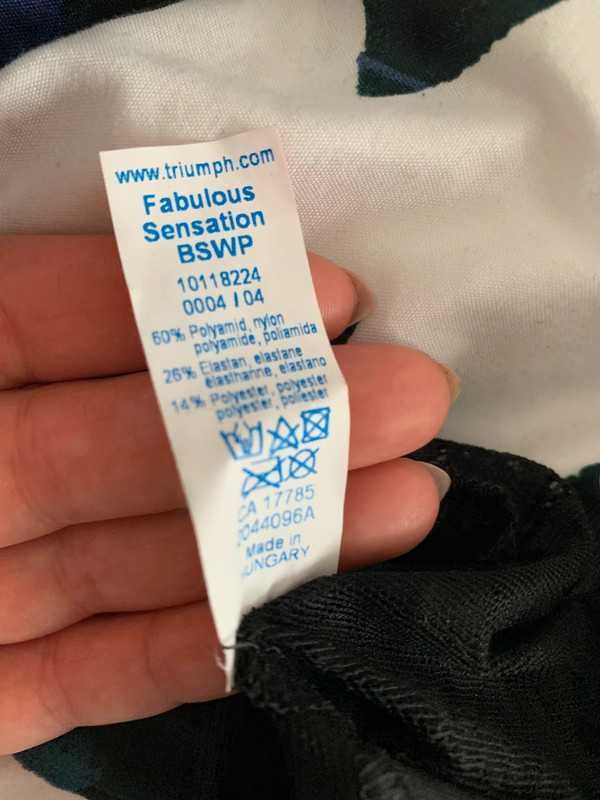 www.triumph.com
Fabulous
Sensation
BSWP
10118224
0004 / 04
60% Polyamid, nylon
polyamide, poliamida
26% Elastan, elastane
élasthanne, elastano
14% Polyester, polyester
polyester, poliester
CA 17785
2044096A
Made in
HUNGARY